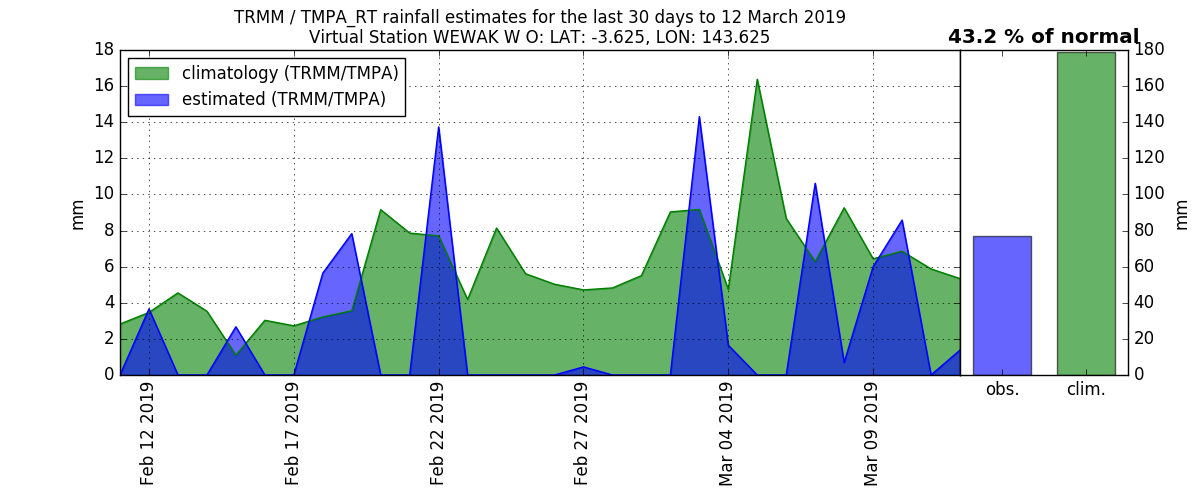 TRMM / TMPA_RT rainfall estimates for the last 30 days to 12 March 2019
Virtual Station WEWAK W O: LAT: -3.625, LON: 143.625
43.2 % of normal
climatology (TRMM/TMPA)
estimated (TRMM/TMPA)
18
16
14
12
10
8
6
4
2
0
mm
Feb 12 2019
Feb 17 2019
Feb 22 2019
Feb 27 2019
Mar 04 2019
Mar 09 2019
180
160
140
120
100
80
60
40
20
0
mm
obs.
clim.